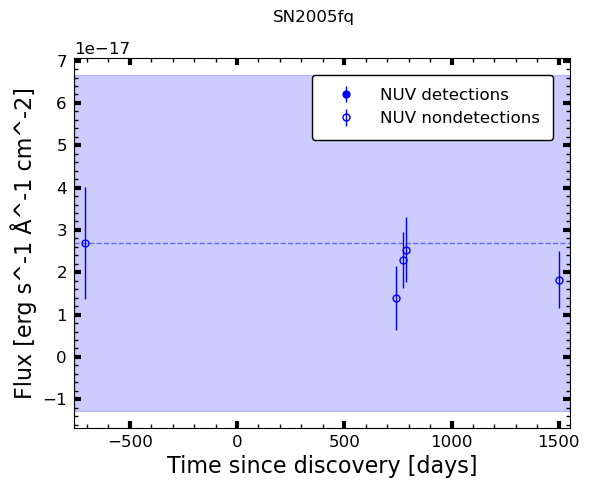 SN2005fq
1e−17
NUV detections
NUV nondetections
7
6
5
4
3
2
1
0
−1
Flux [erg s^-1 Å^-1 cm^-2]
−500 0 500 1000 1500
Time since discovery [days]